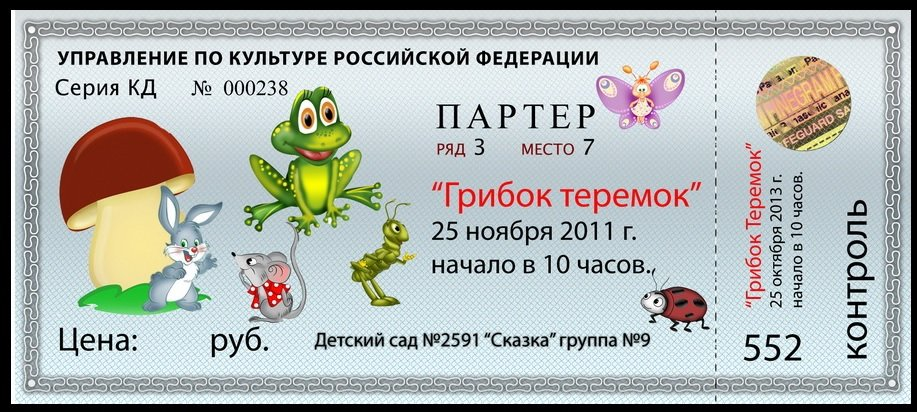 УПРАВЛЕНИЕ ПО КУЛЬТУРЕ РОССИЙСКОЙ ФЕДЕРАЦИИ
Серия КД № 000238
ПАРТЕР
РЯД 3 МЕСТО 7
“Грибок теремок”
25 ноября 2011 г.
начало в 10 часов.
Цена: руб.
Детский сад №2591 “Сказка” группа №9
“Грибок Теремок”
25 октября 2013 г.
начало в 10 часов.
552
контроль
FEGUARD SA